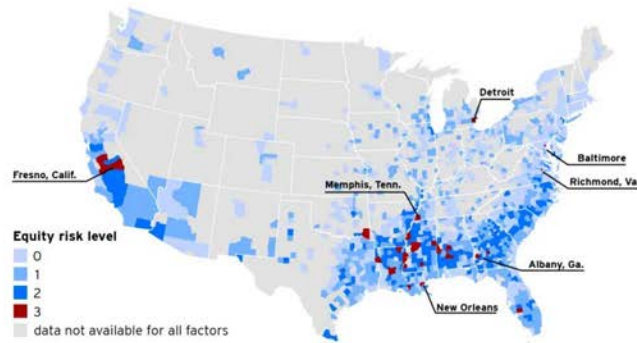 Detroit
Baltimore
Fresno, Calif.
Memphis, Tenn.
Richmond, Va
Equity risk level
0
1
Albany, Ga.
2
3
New Orleans
data not available for all factors